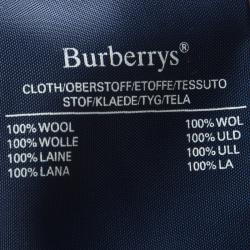 Burberrys®
CLOTH/OBERSTOFF/ETOFFE/TESSUTO
STOF/KLAEDE/TYG/TELA
100% WOOL 100% WOL
100% WOLLE 100% ULD
100% LAINE 100% ULL
100% LANA 100% LA